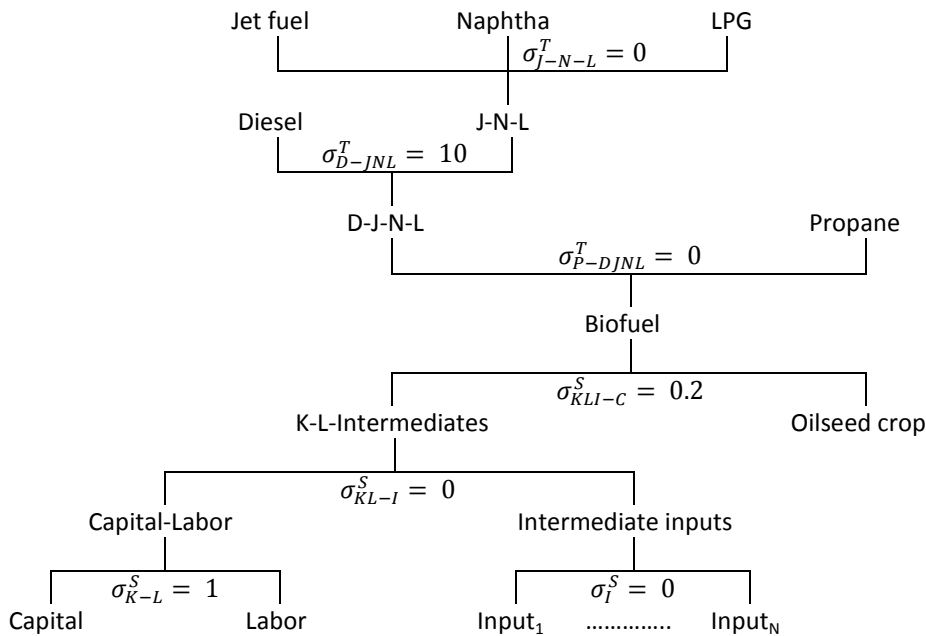 Jet fuel Naphtha LPG
σ^T_{J−N−L} = 0
Diesel J-N-L
σ^T_{D−JNL} = 10
D-J-N-L Propane
σ^T_{P−DJNL} = 0
Biofuel
σ^S_{KLI−C} = 0.2
K-L-Intermediates Oilseed crop
σ^S_{KL−I} = 0
Capital-Labor Intermediate inputs
σ^S_{K−L} = 1 σ^S_I = 0
Capital Labor Input₁ ………….. Input_N